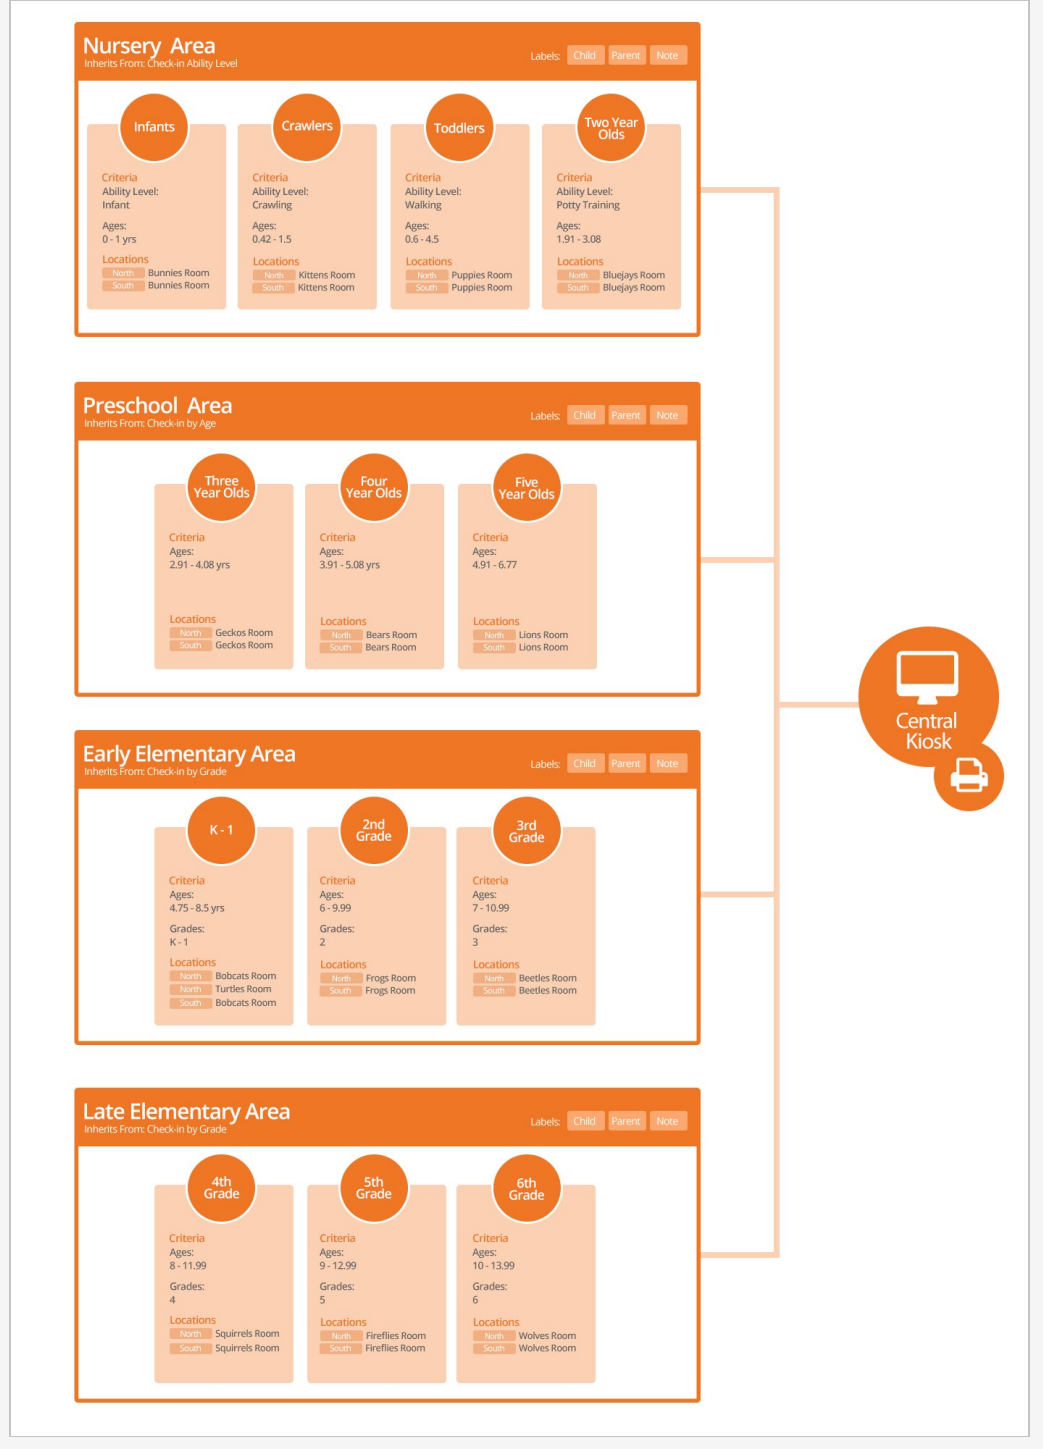 Nursery Area
Inherits From: Check-in Ability Level
Labels: Child Parent Note
Infants
Criteria
Ability Level:
Infant
Ages:
0 - 1 yrs
Locations
North Bunnies Room
South Bunnies Room
Crawlers
Criteria
Ability Level:
Crawling
Ages:
0.42 - 1.5
Locations
North Kittens Room
South Kittens Room
Toddlers
Criteria
Ability Level:
Walking
Ages:
0.6 - 4.5
Locations
North Puppies Room
South Puppies Room
Two Year
Olds
Criteria
Ability Level:
Potty Training
Ages:
1.91 - 3.08
Locations
North Bluejays Room
South Bluejays Room
Preschool Area
Inherits From: Check-in by Age
Labels: Child Parent Note
Three
Year Olds
Criteria
Ages:
2.91 - 4.08 yrs
Locations
North Geckos Room
South Geckos Room
Four
Year Olds
Criteria
Ages:
3.91 - 5.08 yrs
Locations
North Bears Room
South Bears Room
Five
Year Olds
Criteria
Ages:
4.91 - 6.77
Locations
North Lions Room
South Lions Room
Central
Kiosk
Early Elementary Area
Inherits From: Check-in by Grade
Labels: Child Parent Note
K - 1
Criteria
Ages:
4.75 - 8.5 yrs
Grades:
K - 1
Locations
North Bobcats Room
North Turtles Room
South Bobcats Room
2nd
Grade
Criteria
Ages:
6 - 9.99
Grades:
2
Locations
North Frogs Room
South Frogs Room
3rd
Grade
Criteria
Ages:
7 - 10.99
Grades:
3
Locations
North Beetles Room
South Beetles Room
Late Elementary Area
Inherits From: Check-in by Grade
Labels: Child Parent Note
4th
Grade
Criteria
Ages:
8 - 11.99
Grades:
4
Locations
North Squirrels Room
South Squirrels Room
5th
Grade
Criteria
Ages:
9 - 12.99
Grades:
5
Locations
North Fireflies Room
South Fireflies Room
6th
Grade
Criteria
Ages:
10 - 13.99
Grades:
6
Locations
North Wolves Room
South Wolves Room